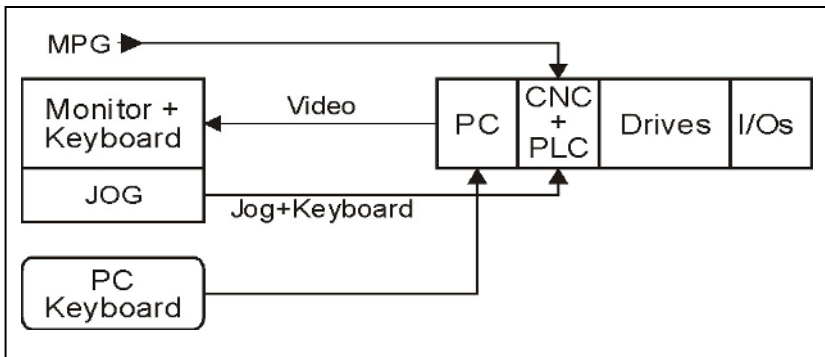 MPG
Monitor +
Keyboard
JOG
PC
Keyboard
Video
Jog+Keyboard
PC
CNC
+
PLC
Drives
I/Os